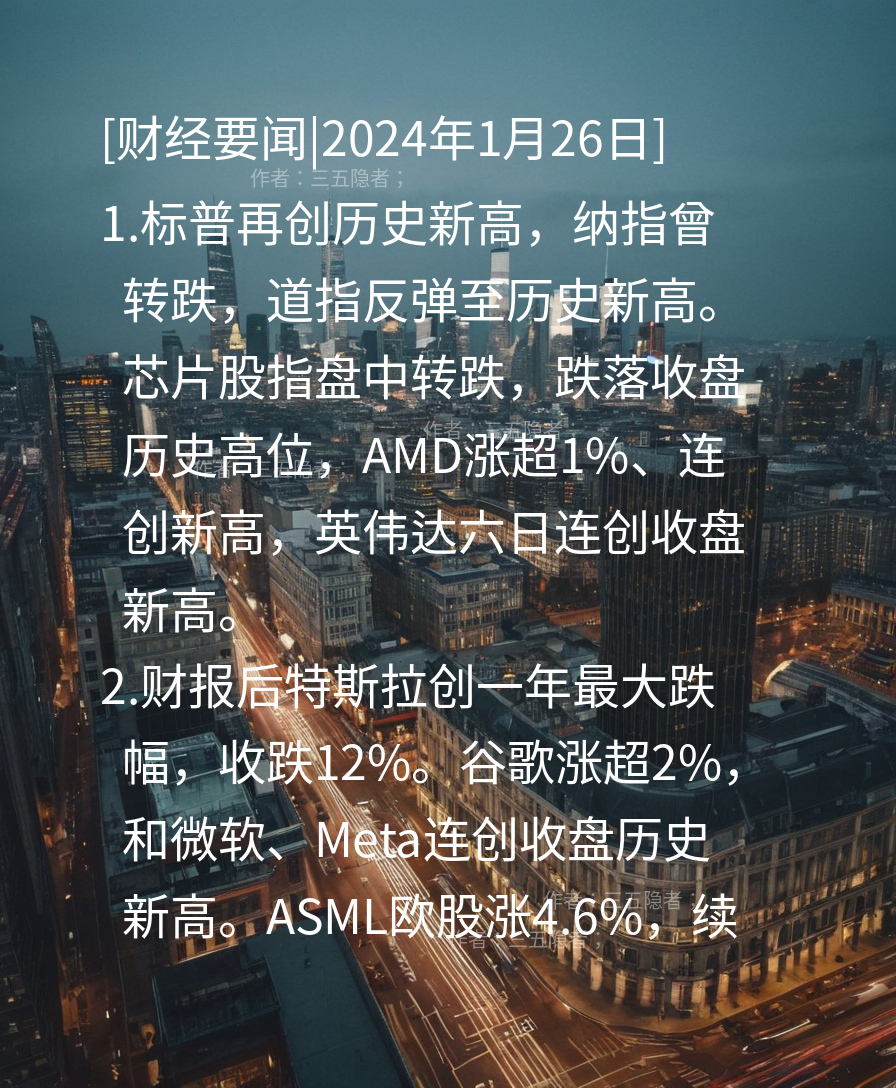 [财经要闻|2024年1月26日]
作者：三五隐者；
1.标普再创历史新高，纳指曾
转跌，道指反弹至历史新高。
芯片股指盘中转跌，跌落收盘
作者：三五隐者；
历史高位，AMD涨超1%、连
创新高，英伟达六日连创收盘
新高。
2.财报后特斯拉创一年最大跌
幅，收跌12%。谷歌涨超2%，
和微软、Meta连创收盘历史
新高。ASML欧股涨4.6%，续
作者：三五隐者；
作者：三五隐者；